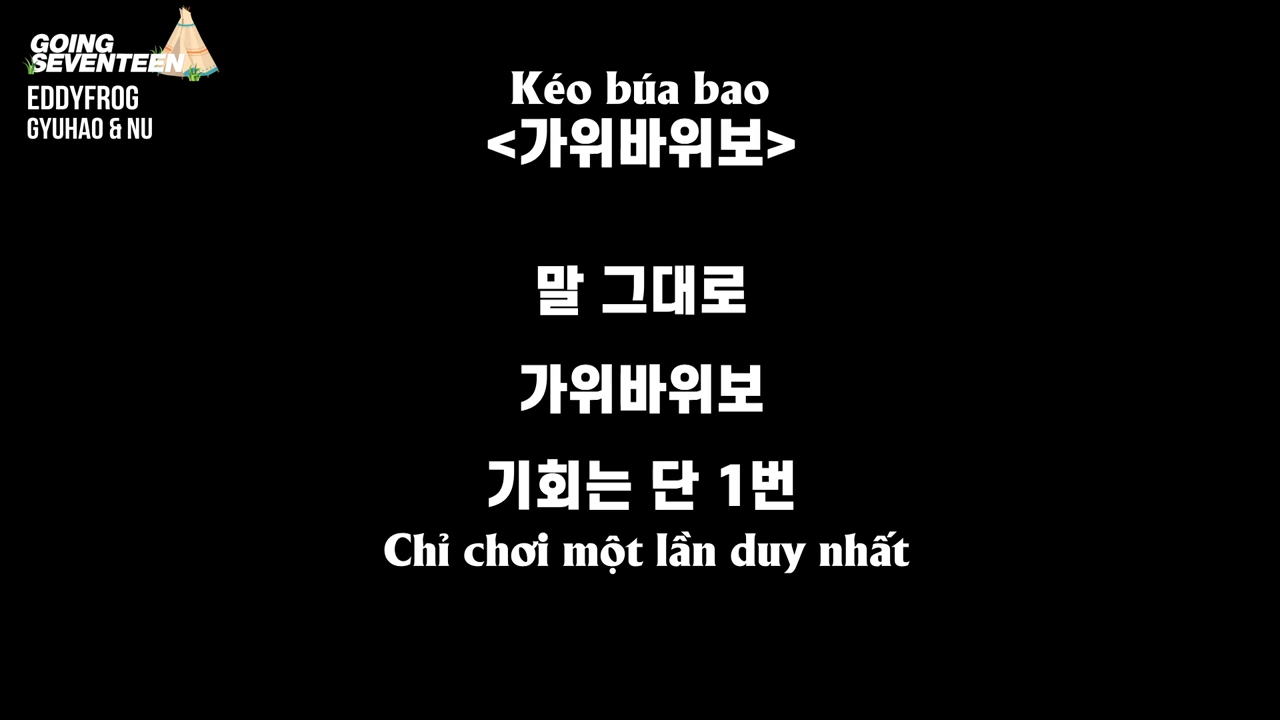 GOING
SEVENTEEN
EDDYFROG
GYUHAO & NU
Kéo búa bao
<가위바위보>
말 그대로
가위바위보
기회는 단 1번
Chỉ chơi một lần duy nhất